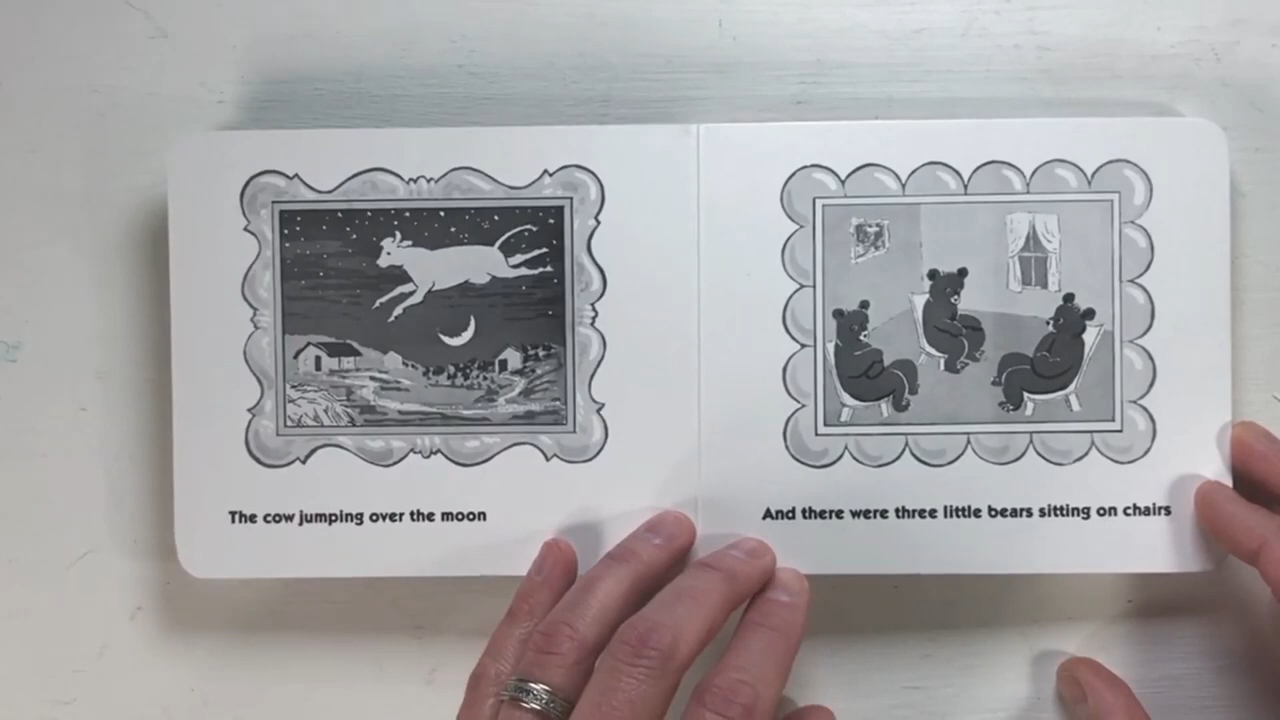 The cow jumping over the moon
And there were three little bears sitting on chairs